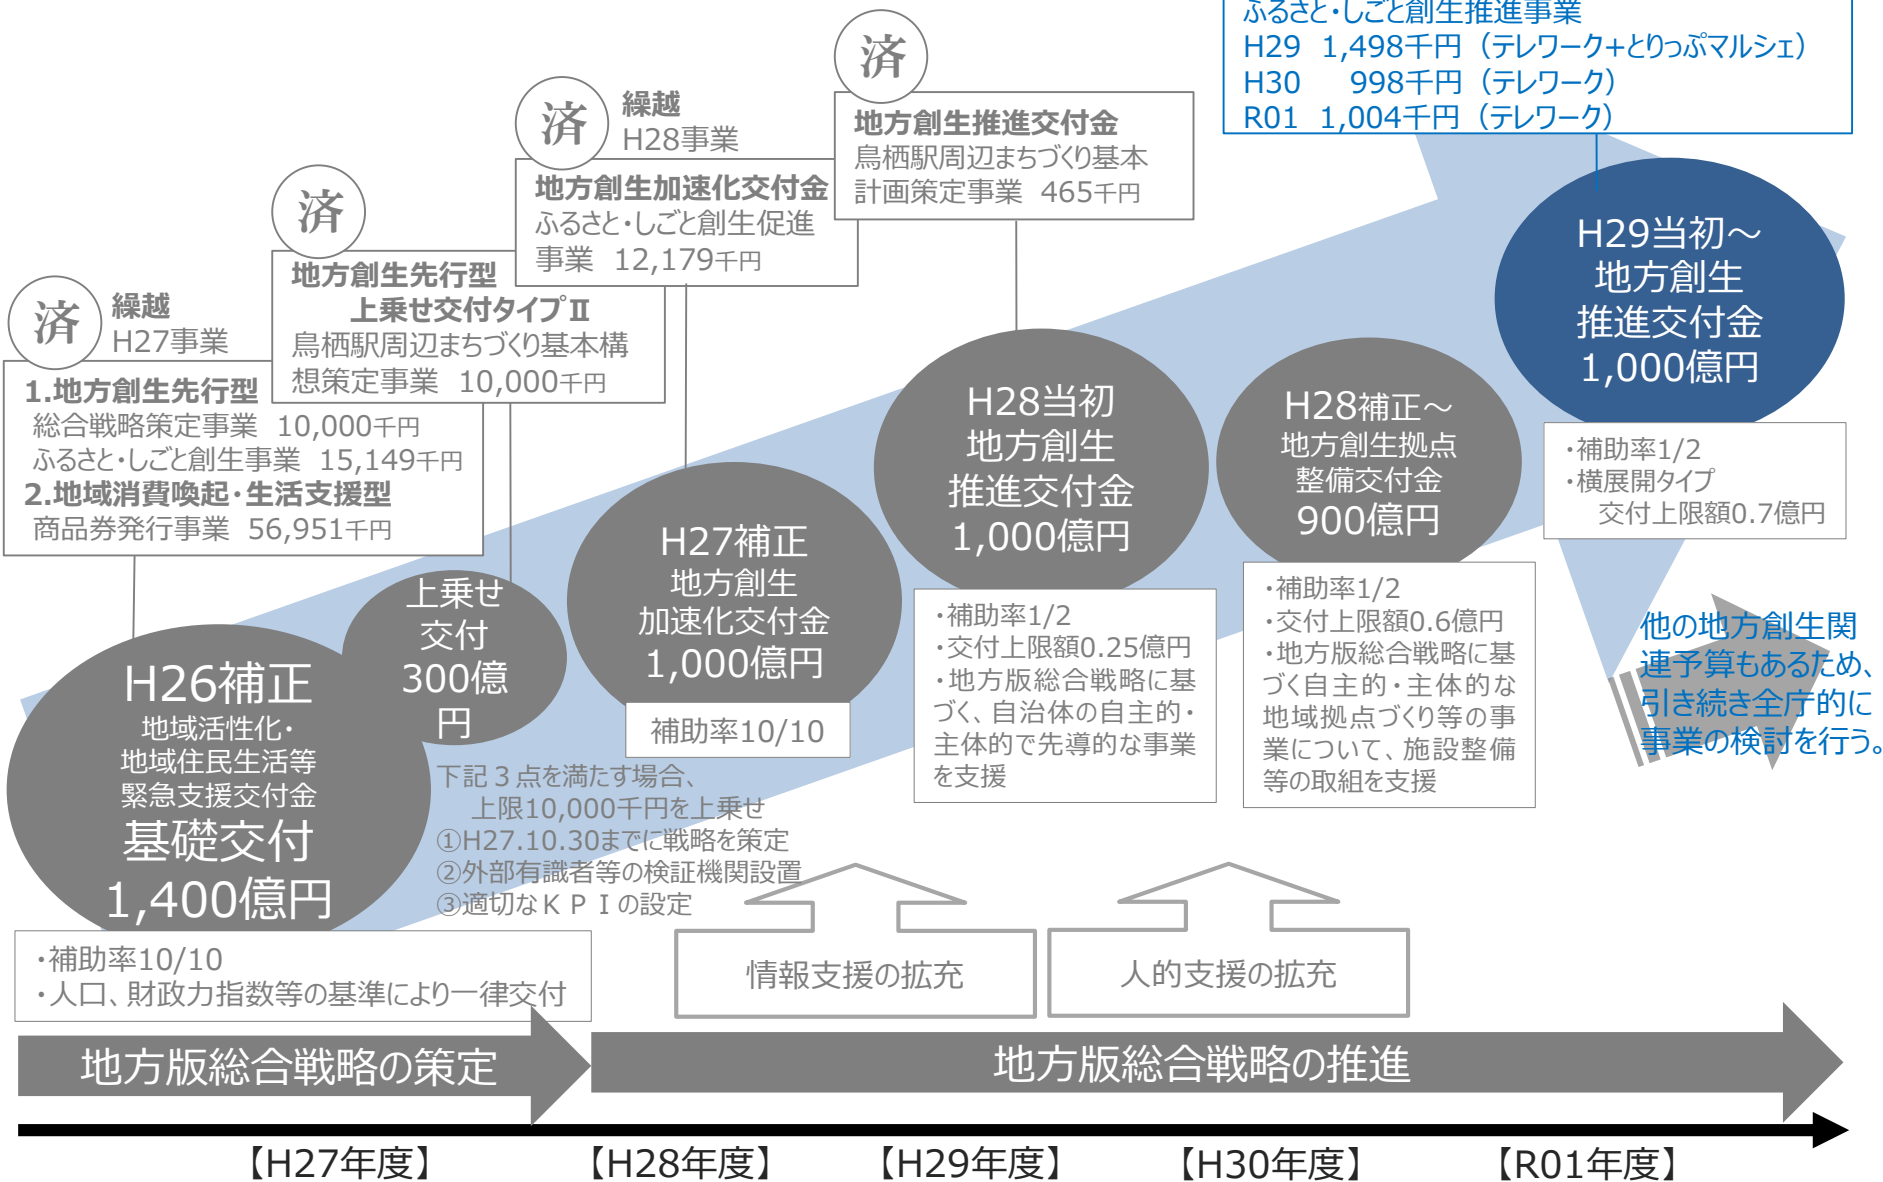 ふるさと・しごと創生推進事業
H29 1,498千円（テレワーク+とりっぷマルシェ）
H30 998千円（テレワーク）
R01 1,004千円（テレワーク）
済
地方創生推進交付金
鳥栖駅周辺まちづくり基本
計画策定事業 465千円
済
繰越
H28事業
地方創生加速化交付金
ふるさと・しごと創生促進
事業 12,179千円
済
地方創生先行型
上乗せ交付タイプⅡ
鳥栖駅周辺まちづくり基本構
想策定事業 10,000千円
済
繰越
H27事業
1.地方創生先行型
総合戦略策定事業 10,000千円
ふるさと・しごと創生事業 15,149千円
2.地域消費喚起・生活支援型
商品券発行事業 56,951千円
H26補正
地域活性化・
地域住民生活等
緊急支援交付金
基礎交付
1,400億円
・補助率10/10
・人口、財政力指数等の基準により一律交付
上乗せ
交付
300億
円
下記３点を満たす場合、
上限10,000千円を上乗せ
①H27.10.30までに戦略を策定
②外部有識者等の検証機関設置
③適切なＫＰＩの設定
H27補正
地方創生
加速化交付金
1,000億円
補助率10/10
H28当初
地方創生
推進交付金
1,000億円
・補助率1/2
・交付上限額0.25億円
・地方版総合戦略に基
づく、自治体の自主的・
主体的で先導的な事業
を支援
H28補正～
地方創生拠点
整備交付金
900億円
・補助率1/2
・交付上限額0.6億円
・地方版総合戦略に基
づく自主的・主体的な
地域拠点づくり等の事
業について、施設整備
等の取組を支援
H29当初～
地方創生
推進交付金
1,000億円
・補助率1/2
・横展開タイプ
交付上限額0.7億円
他の地方創生関
連予算もあるため、
引き続き全庁的に
事業の検討を行う。
情報支援の拡充
人的支援の拡充
地方版総合戦略の策定
地方版総合戦略の推進
【H27年度】
【H28年度】
【H29年度】
【H30年度】
【R01年度】